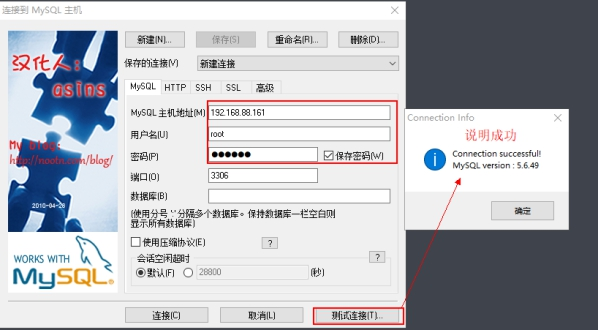 连接到 MySQL 主机
新建(N)...
保存(S)
重命名(R)...
删除(D)...
保存的连接(V)
新建连接
MySQL
HTTP
SSH
SSL
高级
MySQL 主机地址(M)
192.168.88.161
用户名(U)
root
密码(P)
●●●●●●
保存密码(W)
端口(O)
3306
数据库(B)
(使用分号 ';'分隔多个数据库。保持数据库一栏空白则
显示所有数据库)
使用压缩协议(E)
?
会话空闲超时
?
默认(F)
28800
(秒)
连接(C)
取消(L)
测试连接(T)...
汉化人:
asins
My blog:
http://nootn.com/blog/
2010-04-26
WORKS WITH
MySQL
Connection Info
说明成功
Connection successful!
MySQL version : 5.6.49
确定